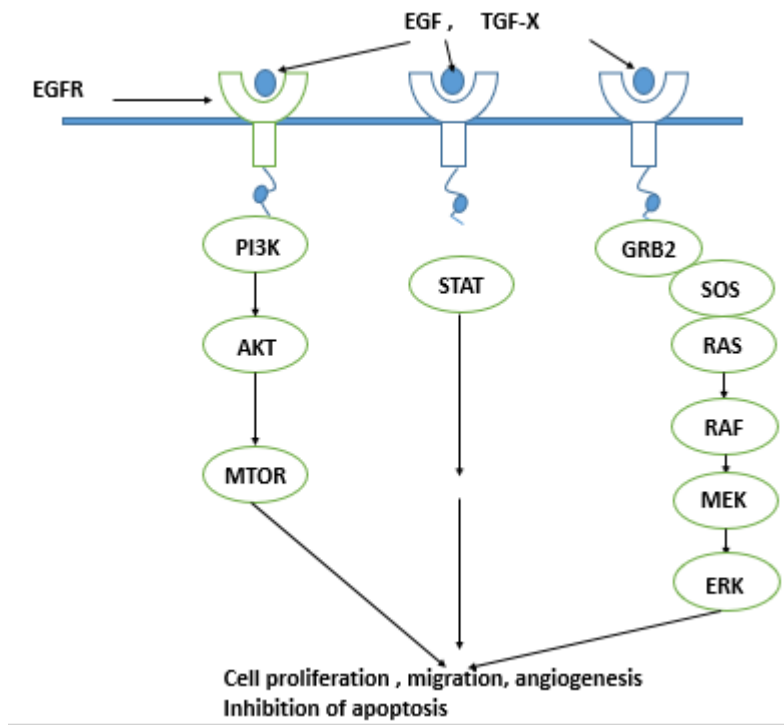 EGF ,    TGF-X
EGFR
PI3K
GRB2
STAT
SOS
AKT
RAS
RAF
MTOR
MEK
ERK
Cell proliferation , migration, angiogenesis
Inhibition of apoptosis